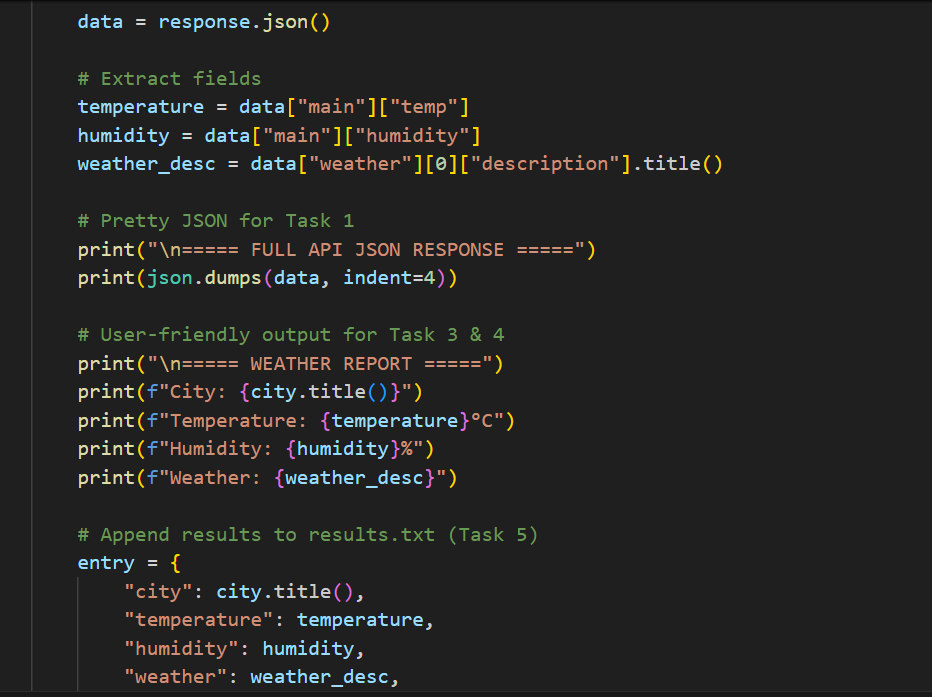 data = response.json()
# Extract fields
temperature = data["main"]["temp"]
humidity = data["main"]["humidity"]
weather_desc = data["weather"][0]["description"].title()
# Pretty JSON for Task 1
print("\n===== FULL API JSON RESPONSE =====")
print(json.dumps(data, indent=4))
# User-friendly output for Task 3 & 4
print("\n===== WEATHER REPORT =====")
print(f"City: {city.title()}")
print(f"Temperature: {temperature}°C")
print(f"Humidity: {humidity}%")
print(f"Weather: {weather_desc}")
# Append results to results.txt (Task 5)
entry = {
"city": city.title(),
"temperature": temperature,
"humidity": humidity,
"weather": weather_desc,